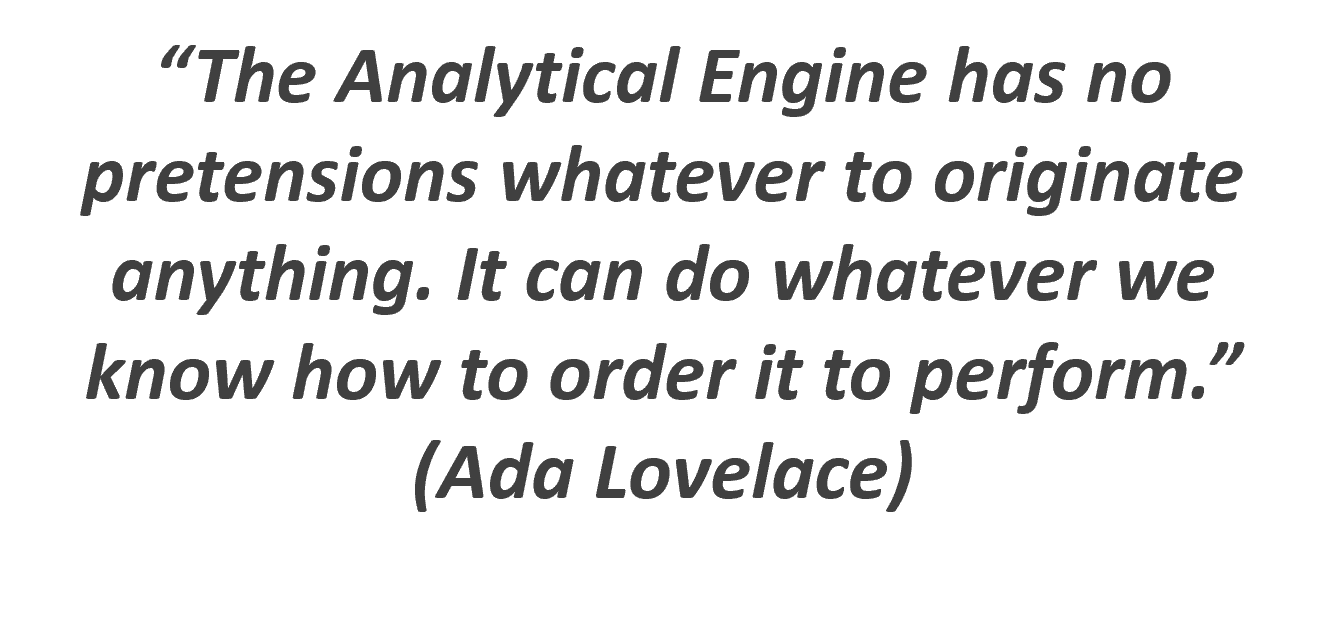 “The Analytical Engine has no
pretensions whatever to originate
anything. It can do whatever we
know how to order it to perform.”
(Ada Lovelace)